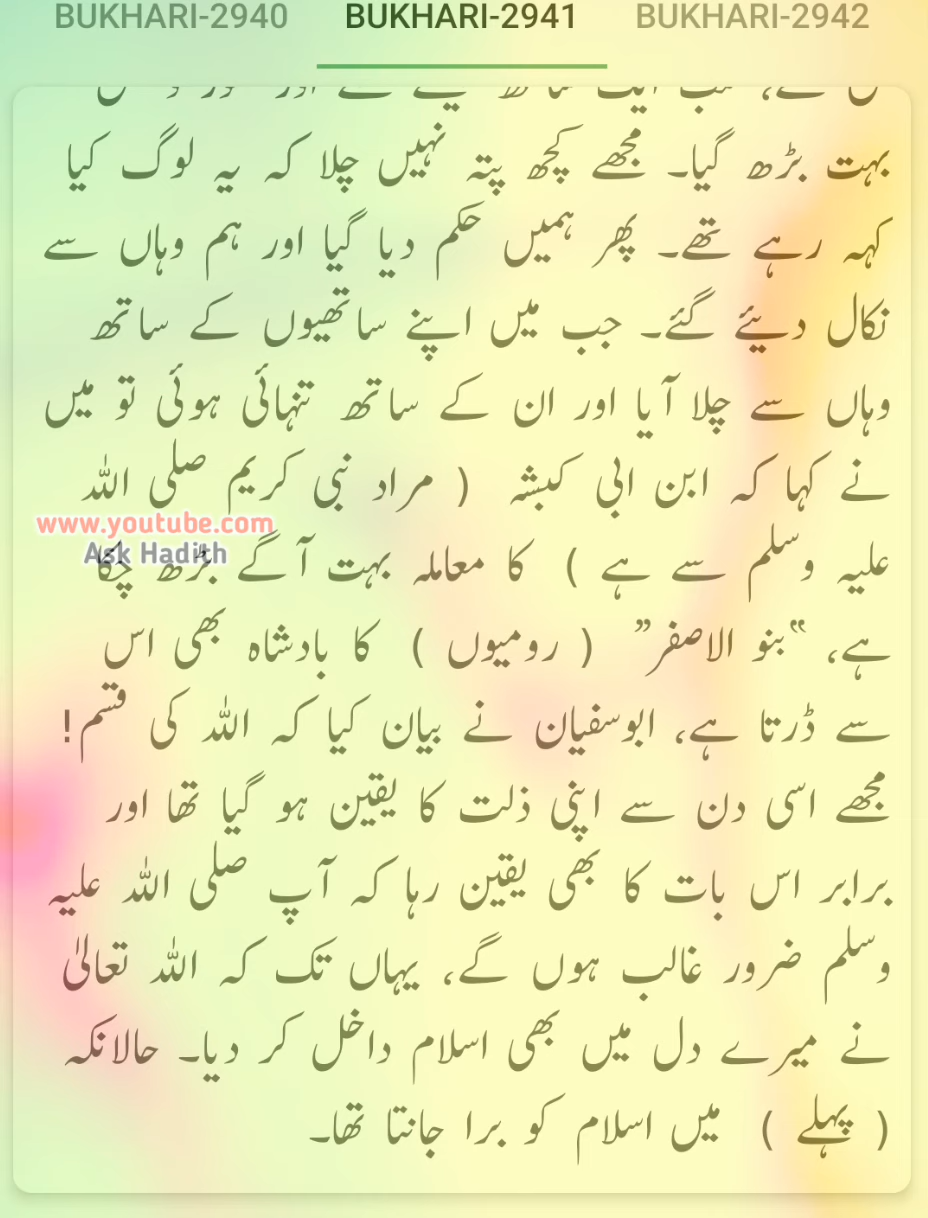 BUKHARI-2940 BUKHARI-2941 BUKHARI-2942
بہت بڑھ گیا۔ مجھے کچھ پتہ نہیں چلا کہ یہ لوگ کیا
کہہ رہے تھے۔ پھر ہمیں حکم دیا گیا اور ہم وہاں سے
نکال دیئے گئے۔ جب میں اپنے ساتھیوں کے ساتھ
وہاں سے چلا آیا اور ان کے ساتھ تنہائی ہوئی تو میں
نے کہا کہ ابن ابی کبشہ ( مراد نبی کریم صلی اللہ
www.youtube.com
Ask Hadith
علیہ وسلم سے ہے ) کا معاملہ بہت آگے بڑھ چکا
ہے، “بنو الاصفر” ( رومیوں ) کا بادشاہ بھی اس
سے ڈرتا ہے، ابوسفیان نے بیان کیا کہ اللہ کی قسم!
مجھے اسی دن سے اپنی ذلت کا یقین ہو گیا تھا اور
برابر اس بات کا بھی یقین رہا کہ آپ صلی اللہ علیہ
وسلم ضرور غالب ہوں گے، یہاں تک کہ اللہ تعالیٰ
نے میرے دل میں بھی اسلام داخل کر دیا۔ حالانکہ
( پہلے ) میں اسلام کو برا جانتا تھا۔